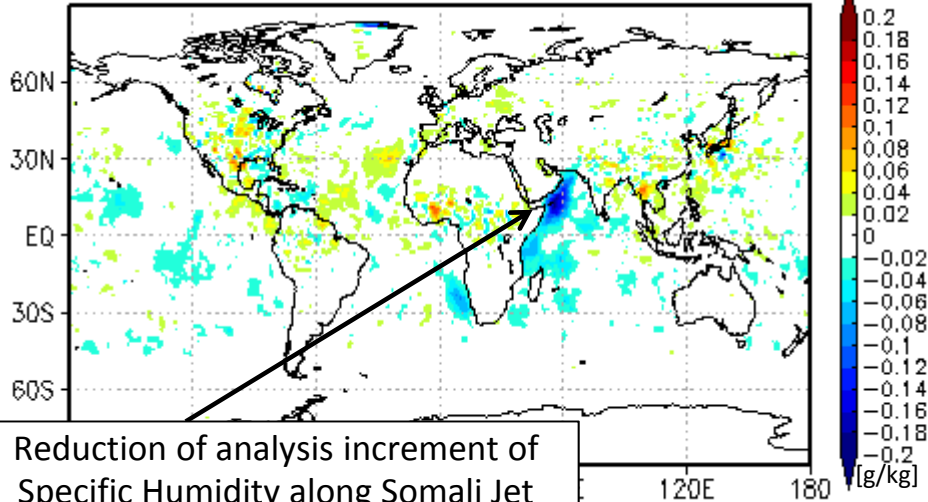 60N
30N
EQ
30S
60S
120E
180
0.2
0.18
0.16
0.14
0.12
0.1
0.08
0.06
0.04
0.02
0
−0.02
−0.04
−0.06
−0.08
−0.1
−0.12
−0.14
−0.16
−0.18
−0.2
[g/kg]
Reduction of analysis increment of
Specific Humidity along Somali Jet